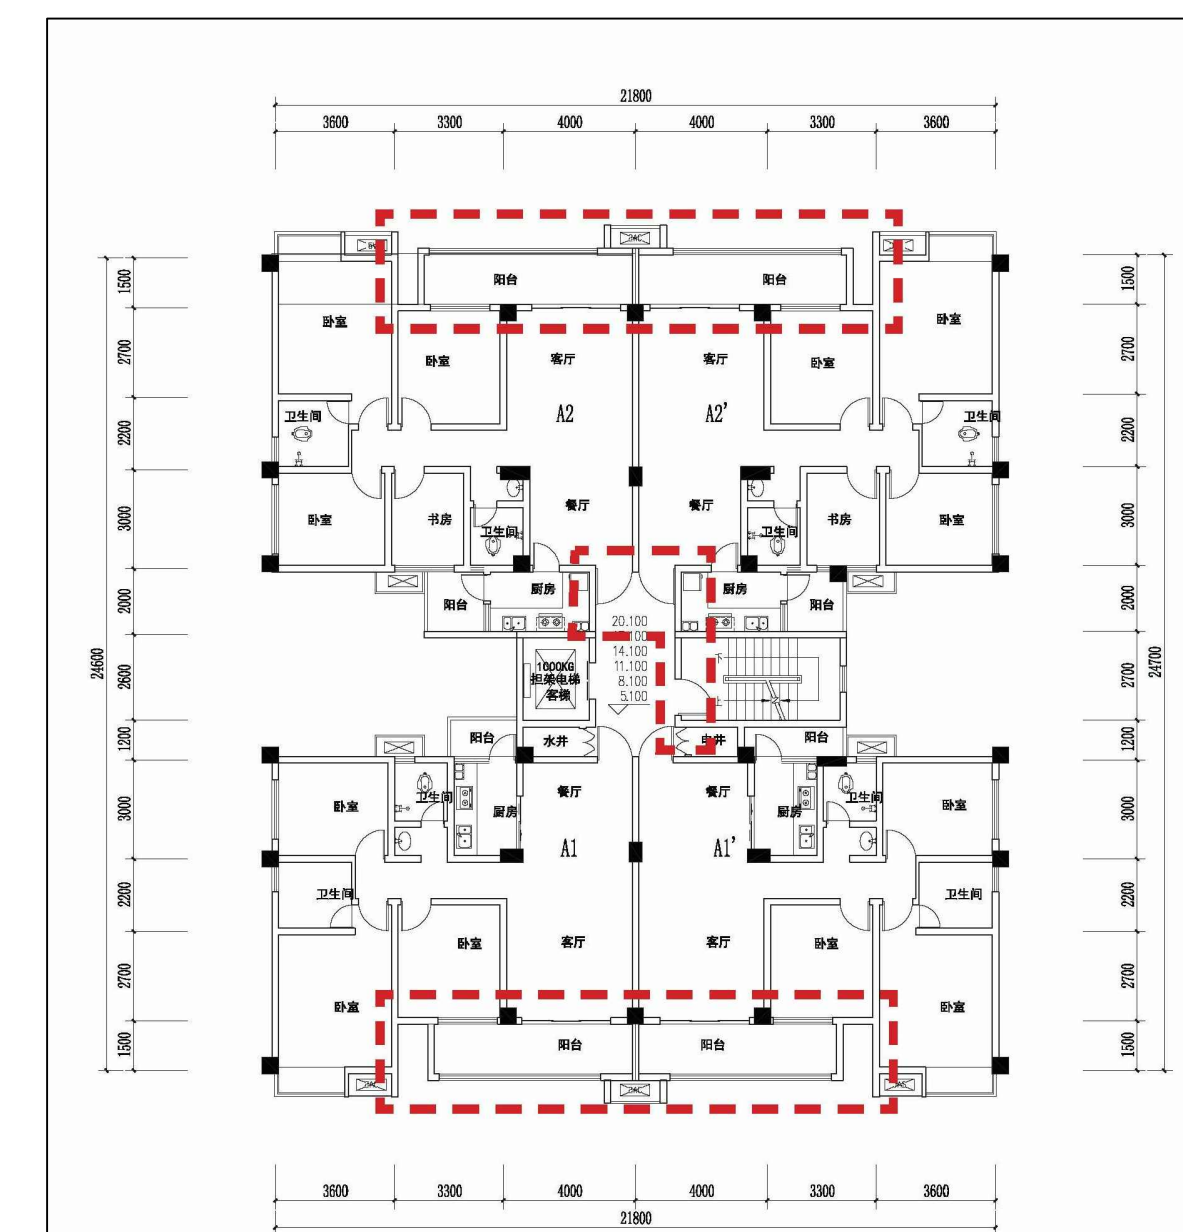 21800
3600 3300 4000 4000 3300 3600
阳台 阳台
1500 1500
卧室 卧室
2700 卧室 客厅 客厅 卧室 2700
A2 A2'
卫生间 卫生间
2200 2200
餐厅 餐厅
3000 卧室 书房 卫生间 卫生间 书房 卧室 3000
厨房 厨房
2000 阳台 阳台 2000
20.100
14.100
下
24600 2600 1000KG 11.100 2700 24700
担架电梯 8.100
客梯 5.100 上
1200 阳台 水井 电井 阳台 1200
餐厅 餐厅
3000 卧室 卫生间 厨房 厨房 卫生间 卧室 3000
A1 A1'
2200 卫生间 卫生间 2200
卧室 客厅 客厅 卧室
2700 2700
卧室 卧室
1500 阳台 阳台 1500
3600 3300 4000 4000 3300 3600
21800